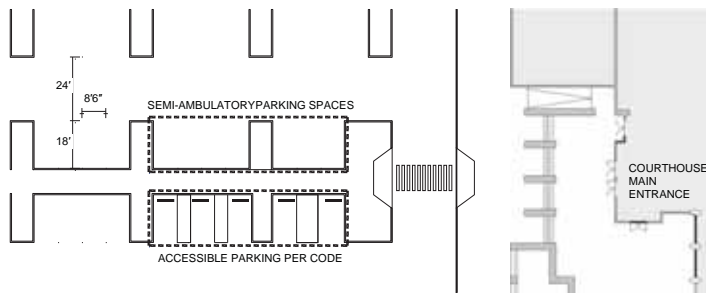 24′
8′6″
SEMI-AMBULATORYPARKING SPACES
18′
COURTHOUSE
MAIN
ENTRANCE
ACCESSIBLE PARKING PER CODE